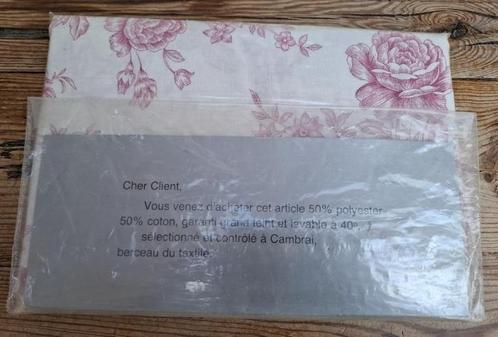 Cher Client,
Vous venez d'acheter cet article 50% polyester
50% coton, garanti grand teint et lavable à 40°,
sélectionné et contrôlé à Cambrai,
berceau du textile.